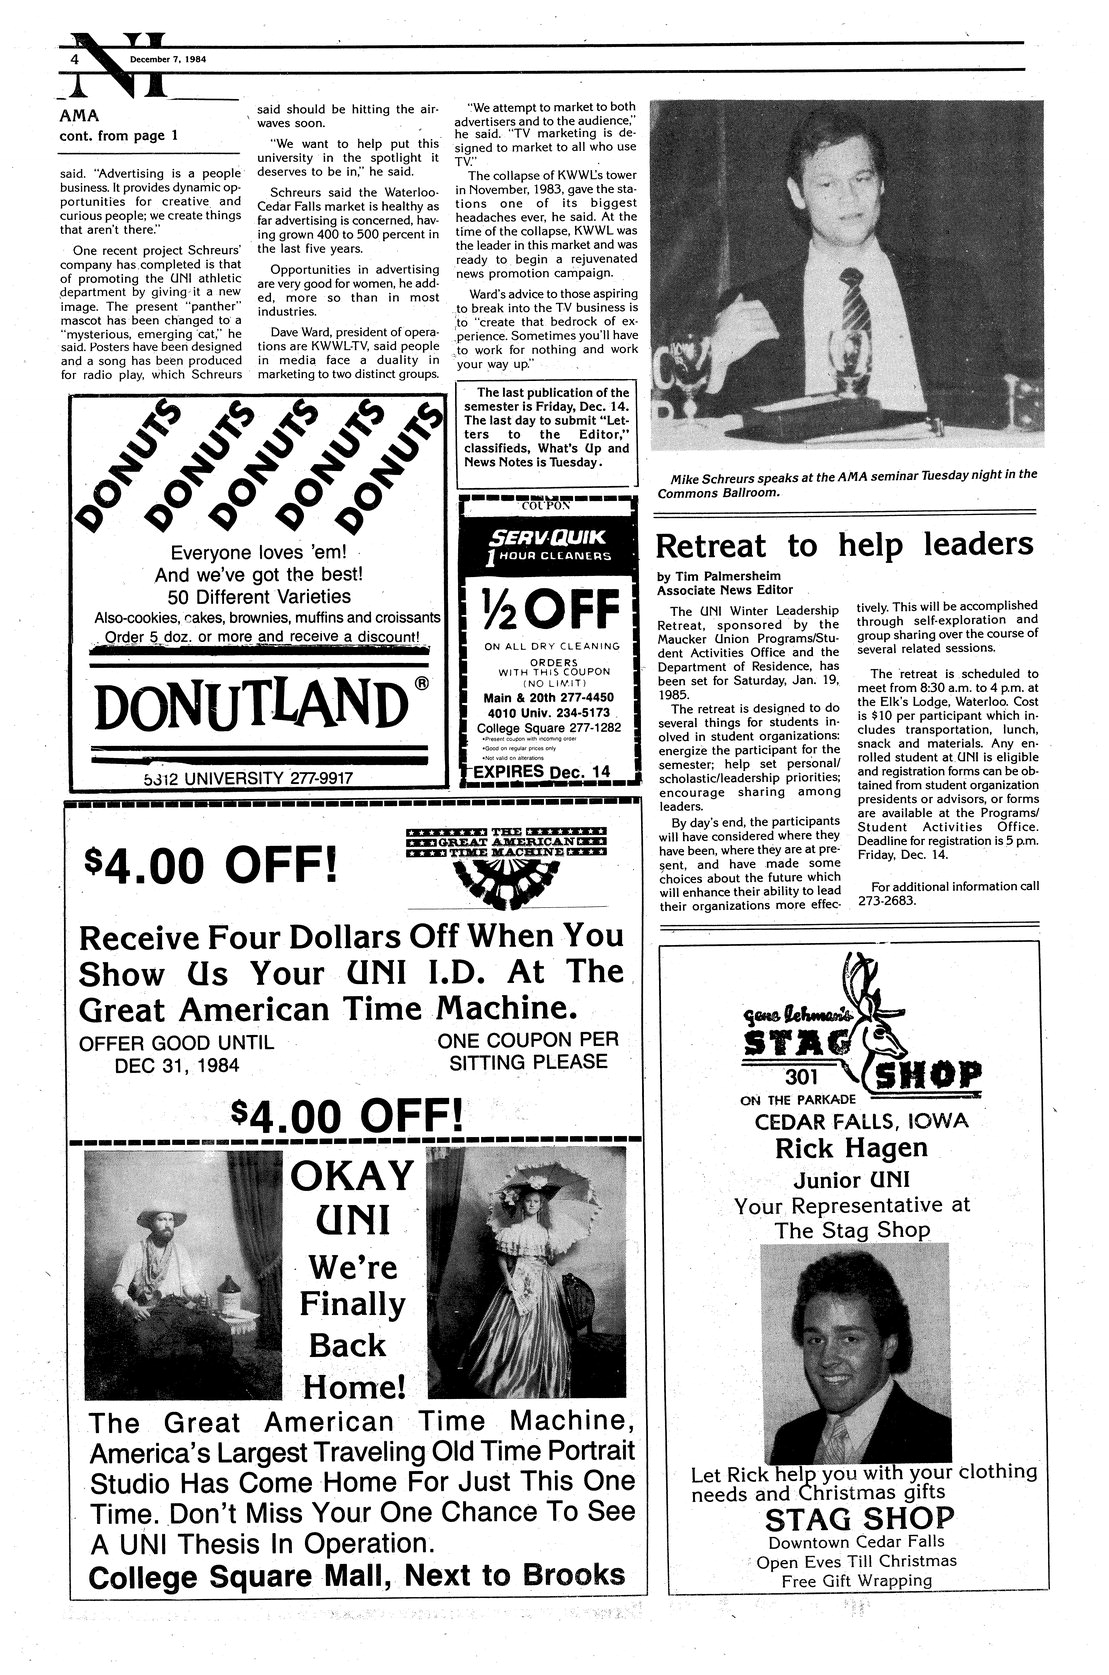 NI
4
December 7, 1984
AMA
cont. from page 1
said. "Advertising is a people
business. It provides dynamic op-
portunities for creative and
curious people; we create things
that aren't there."
One recent project Schreurs'
company has completed is that
of promoting the UNI athletic
department by giving it a new
image. The present "panther"
mascot has been changed to a
"mysterious, emerging cat," he
said. Posters have been designed
and a song has been produced
for radio play, which Schreurs
said should be hitting the air-
waves soon.
"We want to help put this
university in the spotlight it
deserves to be in," he said.
Schreurs said the Waterloo-
Cedar Falls market is healthy as
far advertising is concerned, hav-
ing grown 400 to 500 percent in
the last five years.
Opportunities in advertising
are very good for women, he add-
ed, more so than in most
industries.
Dave Ward, president of opera-
tions are KWWL-TV, said people
in media face a duality in
marketing to two distinct groups.
"We attempt to market to both
advertisers and to the audience,"
he said. "TV marketing is de-
signed to market to all who use
TV."
The collapse of KWWL's tower
in November, 1983, gave the sta-
tions one of its biggest
headaches ever, he said. At the
time of the collapse, KWWL was
the leader in this market and was
ready to begin a rejuvenated
news promotion campaign.
Ward's advice to those aspiring
to break into the TV business is
to "create that bedrock of ex-
perience. Sometimes you'll have
to work for nothing and work
your way up."
The last publication of the
semester is Friday, Dec. 14.
The last day to submit "Let-
ters to the Editor,"
classifieds, What's Up and
News Notes is Tuesday.
Mike Schreurs speaks at the AMA seminar Tuesday night in the
Commons Ballroom.
DONUTS
DONUTS
DONUTS
DONUTS
DONUTS
Everyone loves 'em!
And we've got the best!
50 Different Varieties
Also-cookies, cakes, brownies, muffins and croissants
Order 5 doz. or more and receive a discount!
DONUTLAND®
5312 UNIVERSITY 277-9917
COUPON
SERV-QUIK
1 HOUR CLEANERS
½ OFF
ON ALL DRY CLEANING
ORDERS
WITH THIS COUPON
(NO LIMIT)
Main & 20th 277-4450
4010 Univ. 234-5173
College Square 277-1282
•Present coupon with incoming order
•Good on regular prices only
•Not valid on alterations
EXPIRES Dec. 14
Retreat to help leaders
by Tim Palmersheim
Associate News Editor
The UNI Winter Leadership
Retreat, sponsored by the
Maucker Union Programs/Stu-
dent Activities Office and the
Department of Residence, has
been set for Saturday, Jan. 19,
1985.
The retreat is designed to do
several things for students in-
olved in student organizations:
energize the participant for the
semester; help set personal/
scholastic/leadership priorities;
encourage sharing among
leaders.
By day's end, the participants
will have considered where they
have been, where they are at pre-
sent, and have made some
choices about the future which
will enhance their ability to lead
their organizations more effec-
tively. This will be accomplished
through self-exploration and
group sharing over the course of
several related sessions.
The retreat is scheduled to
meet from 8:30 a.m. to 4 p.m. at
the Elk's Lodge, Waterloo. Cost
is $10 per participant which in-
cludes transportation, lunch,
snack and materials. Any en-
rolled student at UNI is eligible
and registration forms can be ob-
tained from student organization
presidents or advisors, or forms
are available at the Programs/
Student Activities Office.
Deadline for registration is 5 p.m.
Friday, Dec. 14.
For additional information call
273-2683.
$4.00 OFF!
THE
GREAT AMERICAN
TIME MACHINE
Receive Four Dollars Off When You
Show Us Your UNI I.D. At The
Great American Time Machine.
OFFER GOOD UNTIL
DEC 31, 1984
ONE COUPON PER
SITTING PLEASE
$4.00 OFF!
OKAY
UNI
We're
Finally
Back
Home!
The Great American Time Machine,
America's Largest Traveling Old Time Portrait
Studio Has Come Home For Just This One
Time. Don't Miss Your One Chance To See
A UNI Thesis In Operation.
College Square Mall, Next to Brooks
Gene Lehman's
STAG
SHOP
301
ON THE PARKADE
CEDAR FALLS, IOWA
Rick Hagen
Junior UNI
Your Representative at
The Stag Shop
Let Rick help you with your clothing
needs and Christmas gifts
STAG SHOP
Downtown Cedar Falls
Open Eves Till Christmas
Free Gift Wrapping